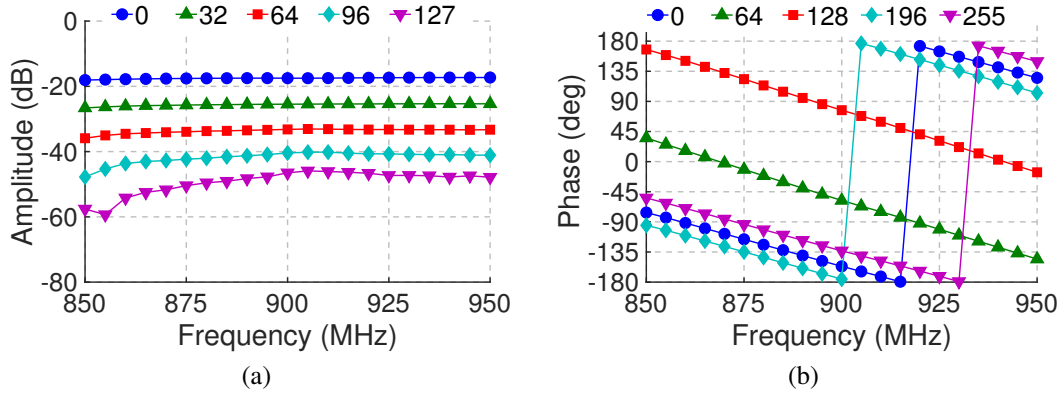 0 32 64 96 127
0
-20
-40
-60
-80
Amplitude (dB)
850 875 900 925 950
Frequency (MHz)
(a)
0 64 128 196 255
180
135
90
45
0
-45
-90
-135
-180
Phase (deg)
850 875 900 925 950
Frequency (MHz)
(b)